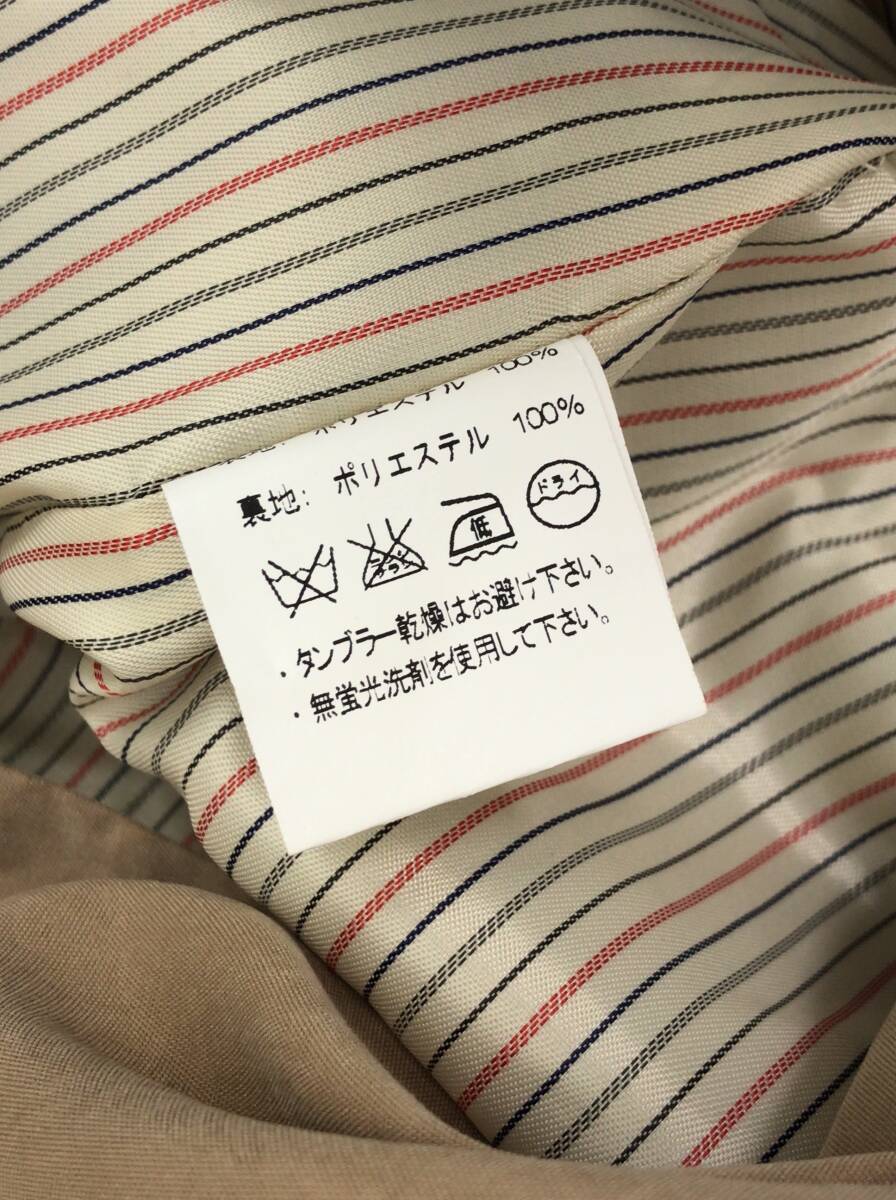 ポリエステル 100%
裏地: ポリエステル 100%
低 ドライ
・タンブラー乾燥はお避け下さい。
・無蛍光洗剤を使用して下さい。